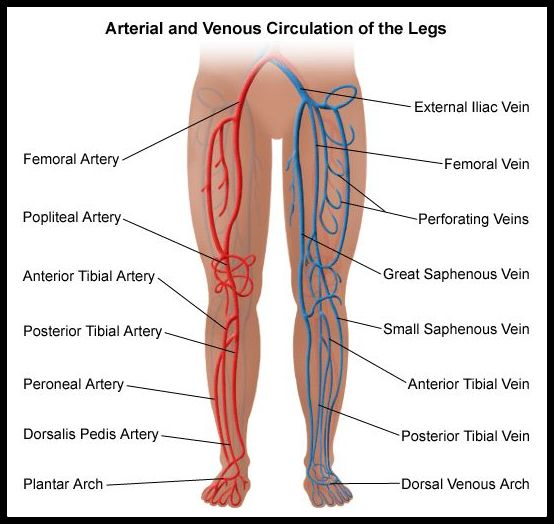 Arterial and Venous Circulation of the Legs
External Iliac Vein
Femoral Artery
Femoral Vein
Popliteal Artery
Perforating Veins
Anterior Tibial Artery
Great Saphenous Vein
Posterior Tibial Artery
Small Saphenous Vein
Peroneal Artery
Anterior Tibial Vein
Dorsalis Pedis Artery
Posterior Tibial Vein
Plantar Arch
Dorsal Venous Arch